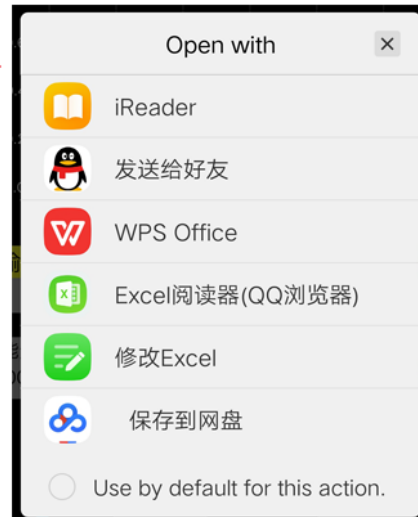 Open with
iReader
发送给好友
WPS Office
Excel阅读器(QQ浏览器)
修改Excel
保存到网盘
Use by default for this action.